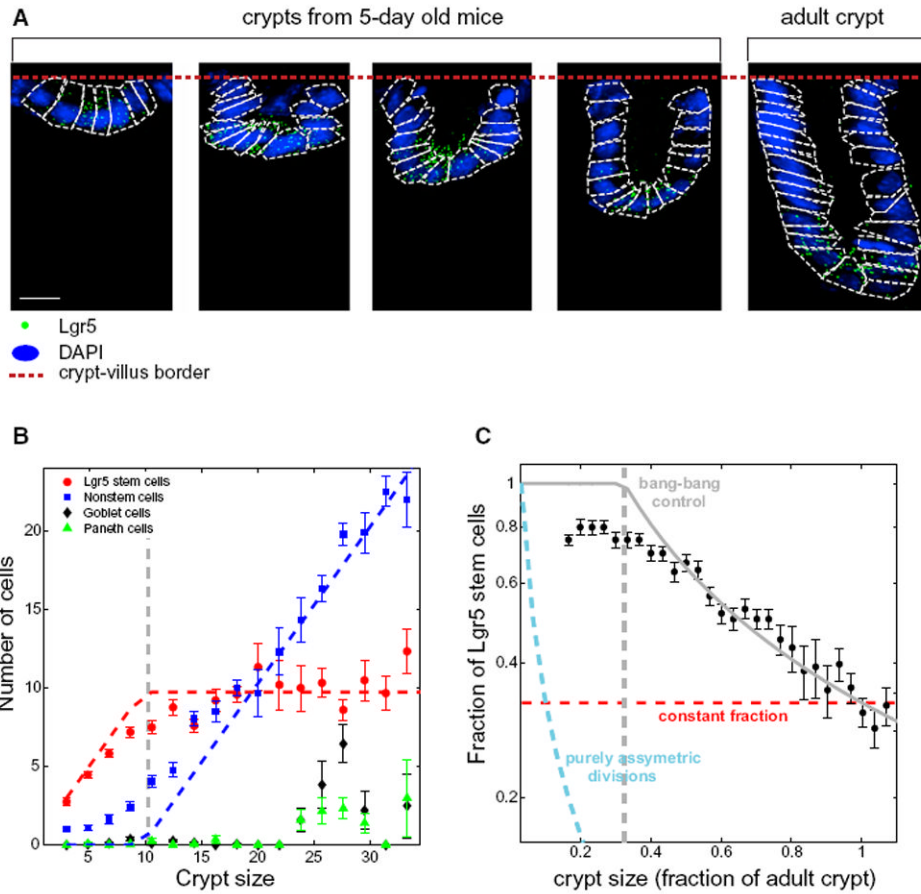 A
crypts from 5-day old mice
adult crypt
Lgr5
DAPI
crypt-villus border
B
Lgr5 stem cells
Nonstem cells
Goblet cells
Paneth cells
Number of cells
20
15
10
5
0
5 10 15 20 25 30
Crypt size
C
bang-bang
control
constant fraction
purely assymetric
divisions
Fraction of Lgr5 stem cells
1
0.8
0.6
0.4
0.2
0.2 0.4 0.6 0.8 1
crypt size (fraction of adult crypt)